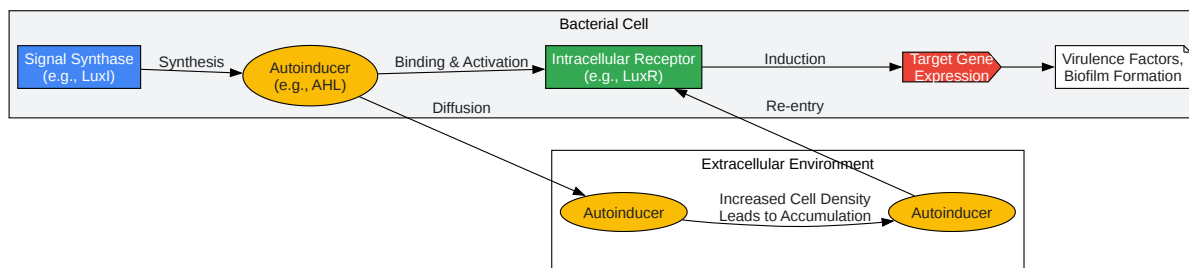 Bacterial Cell
Signal Synthase
(e.g., LuxI)
Synthesis
Autoinducer
(e.g., AHL)
Binding & Activation
Intracellular Receptor
(e.g., LuxR)
Induction
Target Gene
Expression
Virulence Factors,
Biofilm Formation
Diffusion
Re-entry
Extracellular Environment
Autoinducer
Increased Cell Density
Leads to Accumulation
Autoinducer